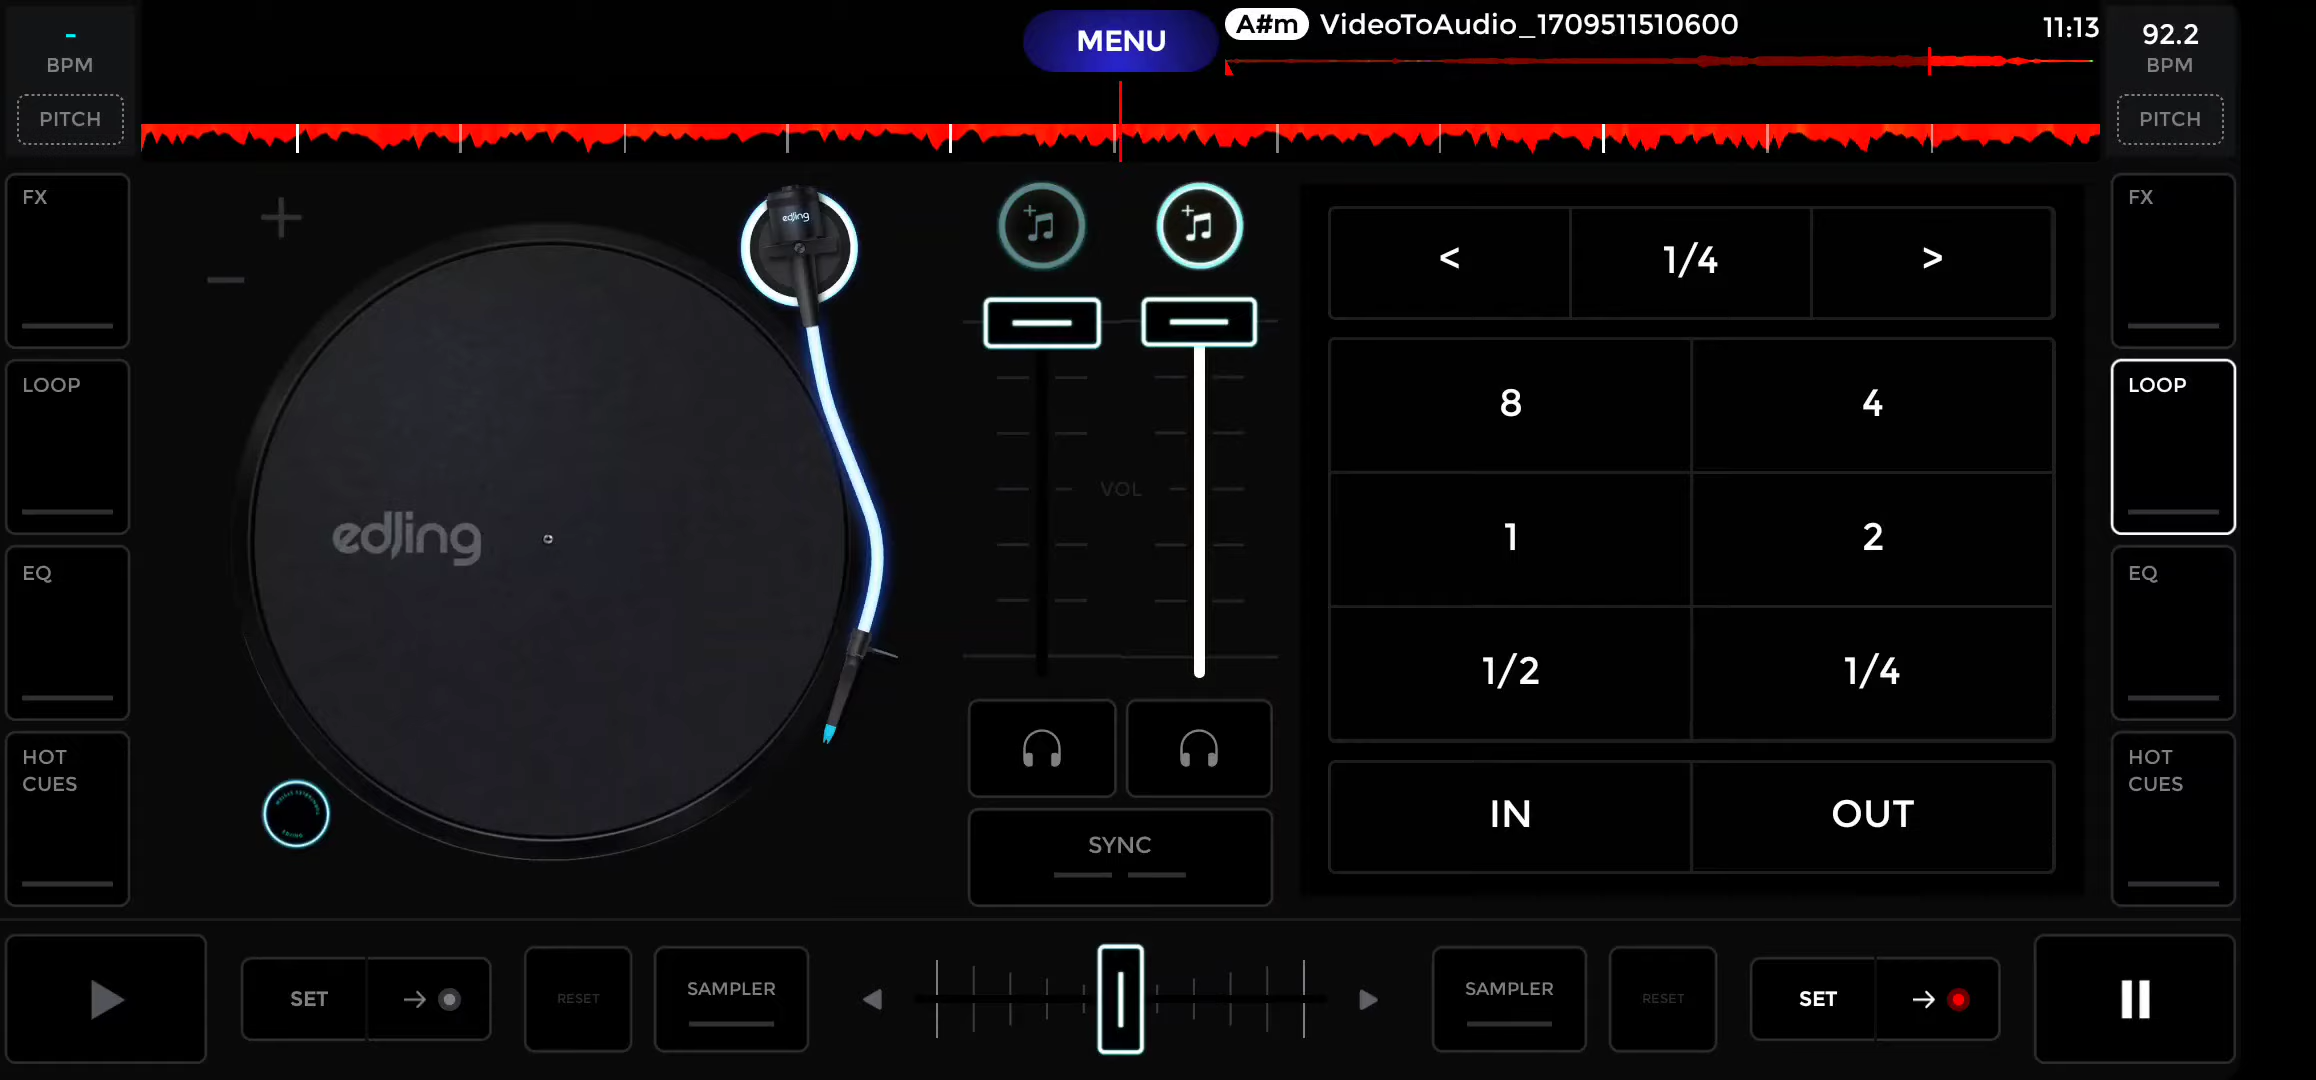 -
BPM
PITCH
MENU
A#m VideoToAudio_1709511510600
11:13
92.2
BPM
PITCH
FX
LOOP
EQ
HOT
CUES
edjing
edjing
VOL
SYNC
< 1/4 >
8 4
1 2
1/2 1/4
IN OUT
FX
LOOP
EQ
HOT
CUES
SET
RESET
SAMPLER
SAMPLER
RESET
SET